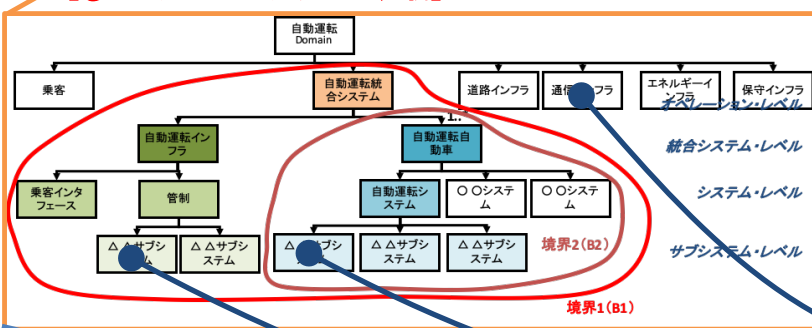 自動運転
Domain
乗客
自動運転統
合システム
道路インフラ
通信 フラ
エネルギーイ
ンフラ
保守インフラ
オペレーション・レベル
1..*
自動運転イン
フラ
自動運転自
動車
統合システム・レベル
乗客インタ
フェース
管制
自動運転シ
ステム
〇 〇システ
ム
〇 〇システ
ム
システム・レベル
△ △サブシ
テム
△ △サブシ
ステム
△ サブシ
テム
△ △サブシ
ステム
△ △サブシ
ステム
境界2(B2)
サブシステム・レベル
境界1(B1)